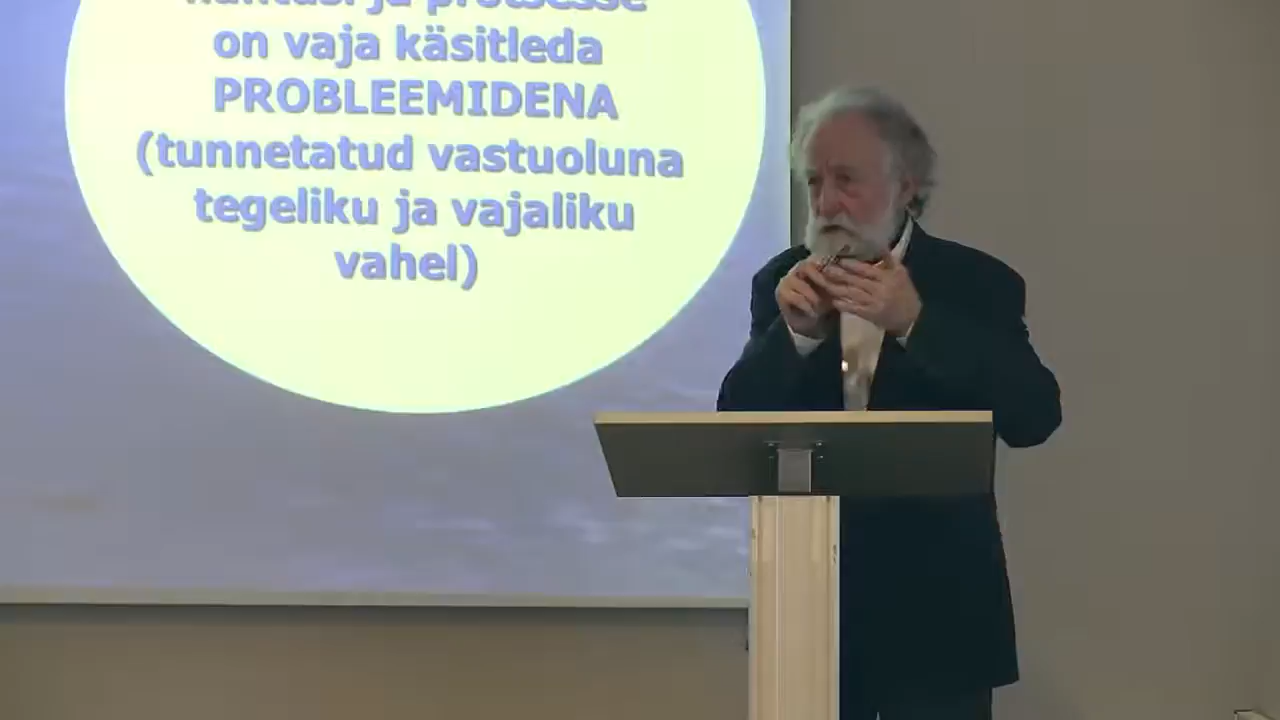 on vaja käsitleda
PROBLEEMIDENA
(tunnetatud vastuoluna
tegeliku ja vajaliku
vahel)